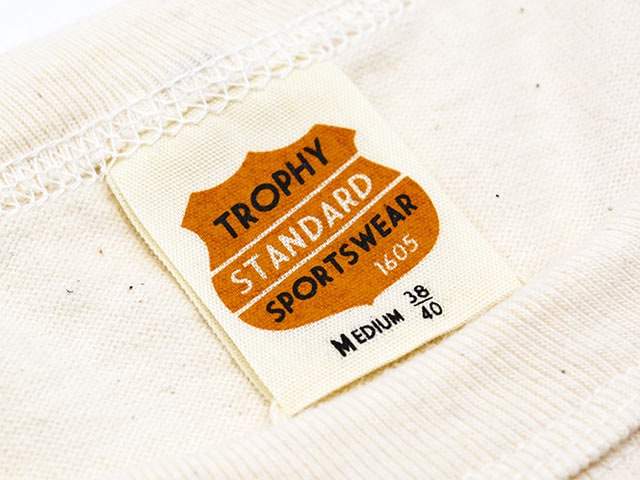 TROPHY
STANDARD
SPORTSWEAR
1605
MEDIUM 38/40